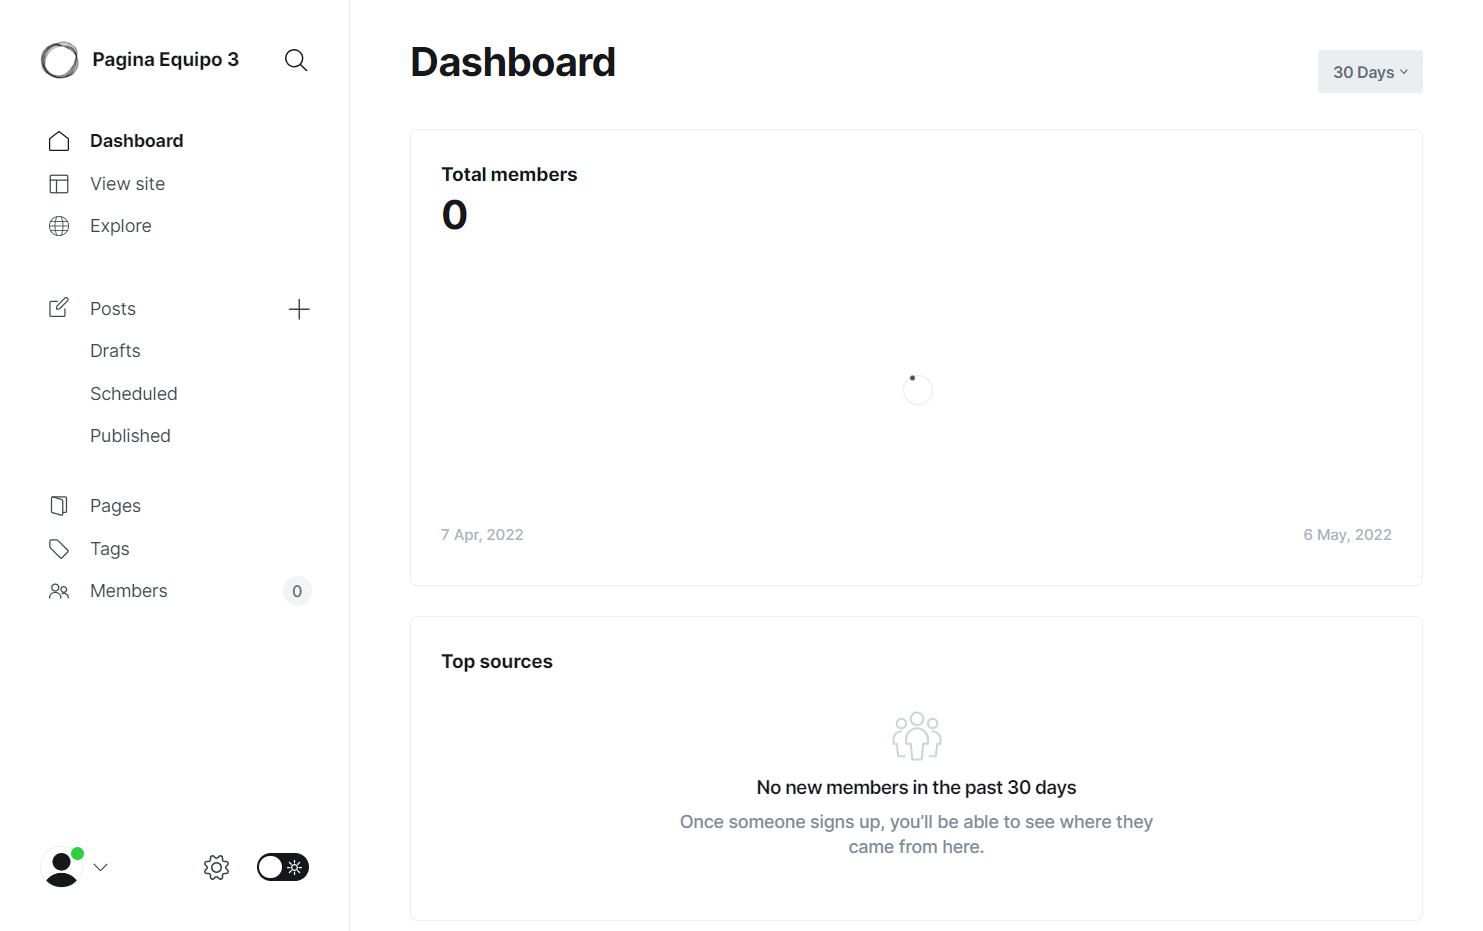 Pagina Equipo 3
Dashboard
View site
Explore
Posts
Drafts
Scheduled
Published
Pages
Tags
Members
0
Dashboard
30 Days
Total members
0
7 Apr, 2022
6 May, 2022
Top sources
No new members in the past 30 days
Once someone signs up, you’ll be able to see where they
came from here.